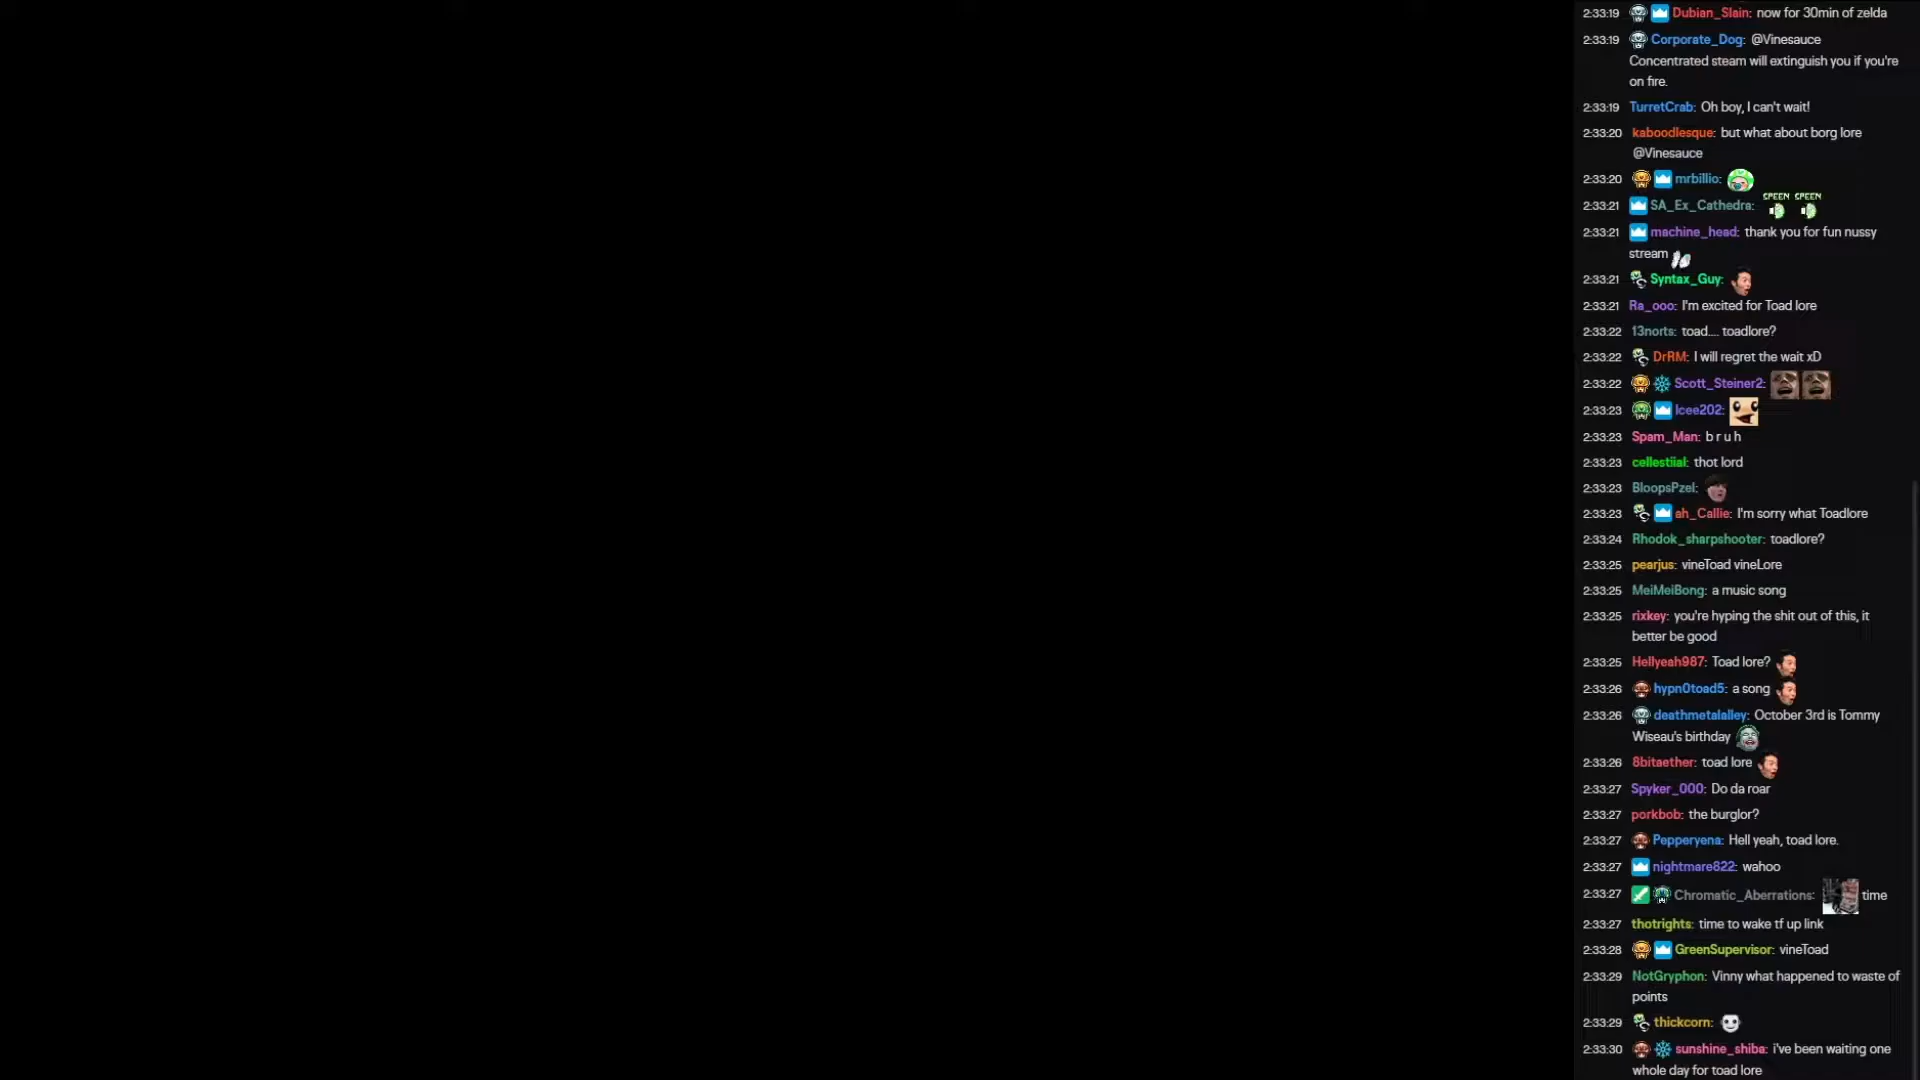 2:33:19 Dubian_Slain: now for 30min of zelda
2:33:19 Corporate_Dog: @Vinesauce
Concentrated steam will extinguish you if you're
on fire.
2:33:19 TurretCrab: Oh boy, I can't wait!
2:33:20 kaboodlesque: but what about borg lore
@Vinesauce
2:33:20 mrbillio:
2:33:21 SA_Ex_Cathedra: SPEEN SPEEN
2:33:21 machine_head: thank you for fun nussy
stream
2:33:21 Syntax_Guy:
2:33:21 Ra_ooo: I'm excited for Toad lore
2:33:22 13norts: toad.... toadlore?
2:33:22 DrRM: I will regret the wait xD
2:33:22 Scott_Steiner2:
2:33:23 Icee202:
2:33:23 Spam_Man: b r u h
2:33:23 cellestiial: thot lord
2:33:23 BloopsPzel:
2:33:23 ah_Callie: I'm sorry what Toadlore
2:33:24 Rhodok_sharpshooter: toadlore?
2:33:25 pearjus: vineToad vineLore
2:33:25 MeiMeiBong: a music song
2:33:25 rixkey: you're hyping the shit out of this, it
better be good
2:33:25 Hellyeah987: Toad lore?
2:33:26 hypn0toad5: a song
2:33:26 deathmetalalley: October 3rd is Tommy
Wiseau's birthday
2:33:26 8bitaether: toad lore
2:33:27 Spyker_000: Do da roar
2:33:27 porkbob: the burglor?
2:33:27 Pepperyena: Hell yeah, toad lore.
2:33:27 nightmare822: wahoo
2:33:27 Chromatic_Aberrations: time
2:33:27 thotrights: time to wake tf up link
2:33:28 GreenSupervisor: vineToad
2:33:29 NotGryphon: Vinny what happened to waste of
points
2:33:29 thickcorn:
2:33:30 sunshine_shiba: i've been waiting one
whole day for toad lore